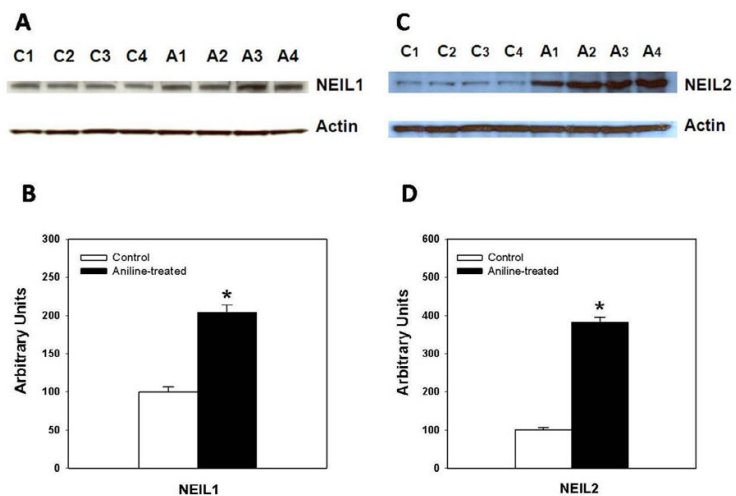 A
C1 C2 C3 C4 A1 A2 A3 A4
NEIL1
Actin
B
300
250
200
150
100
50
0
Arbitrary Units
Control
Aniline-treated
*
NEIL1
C
C1 C2 C3 C4 A1 A2 A3 A4
NEIL2
Actin
D
600
500
400
300
200
100
0
Arbitrary Units
Control
Aniline-treated
*
NEIL2